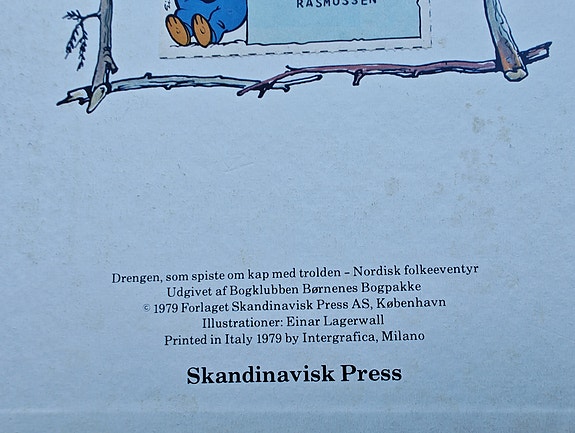 RASMUSSEN
Drengen, som spiste om kap med trolden – Nordisk folkeeventyr
Udgivet af Bogklubben Børnenes Bogpakke
© 1979 Forlaget Skandinavisk Press AS, København
Illustrationer: Einar Lagerwall
Printed in Italy 1979 by Intergrafica, Milano
Skandinavisk Press